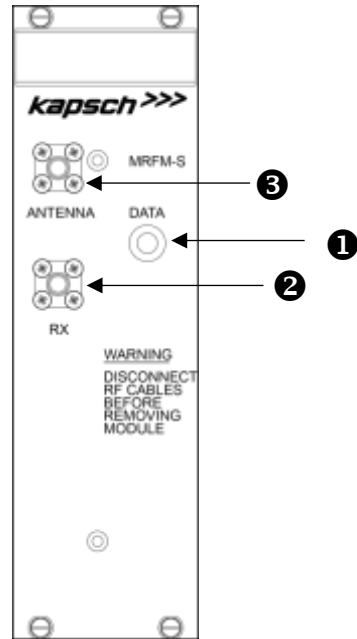 kapsch >>>
MRFM-S
❸
ANTENNA DATA
❶
❷
RX
WARNING
DISCONNECT
RF CABLES
BEFORE
REMOVING
MODULE